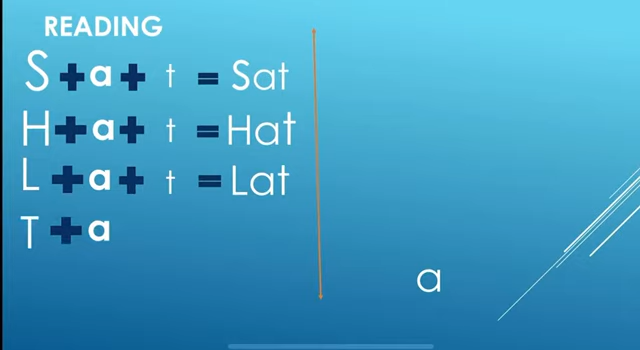 READING
S + a + t = Sat
H + a + t = Hat
L + a + t = Lat
T + a
a